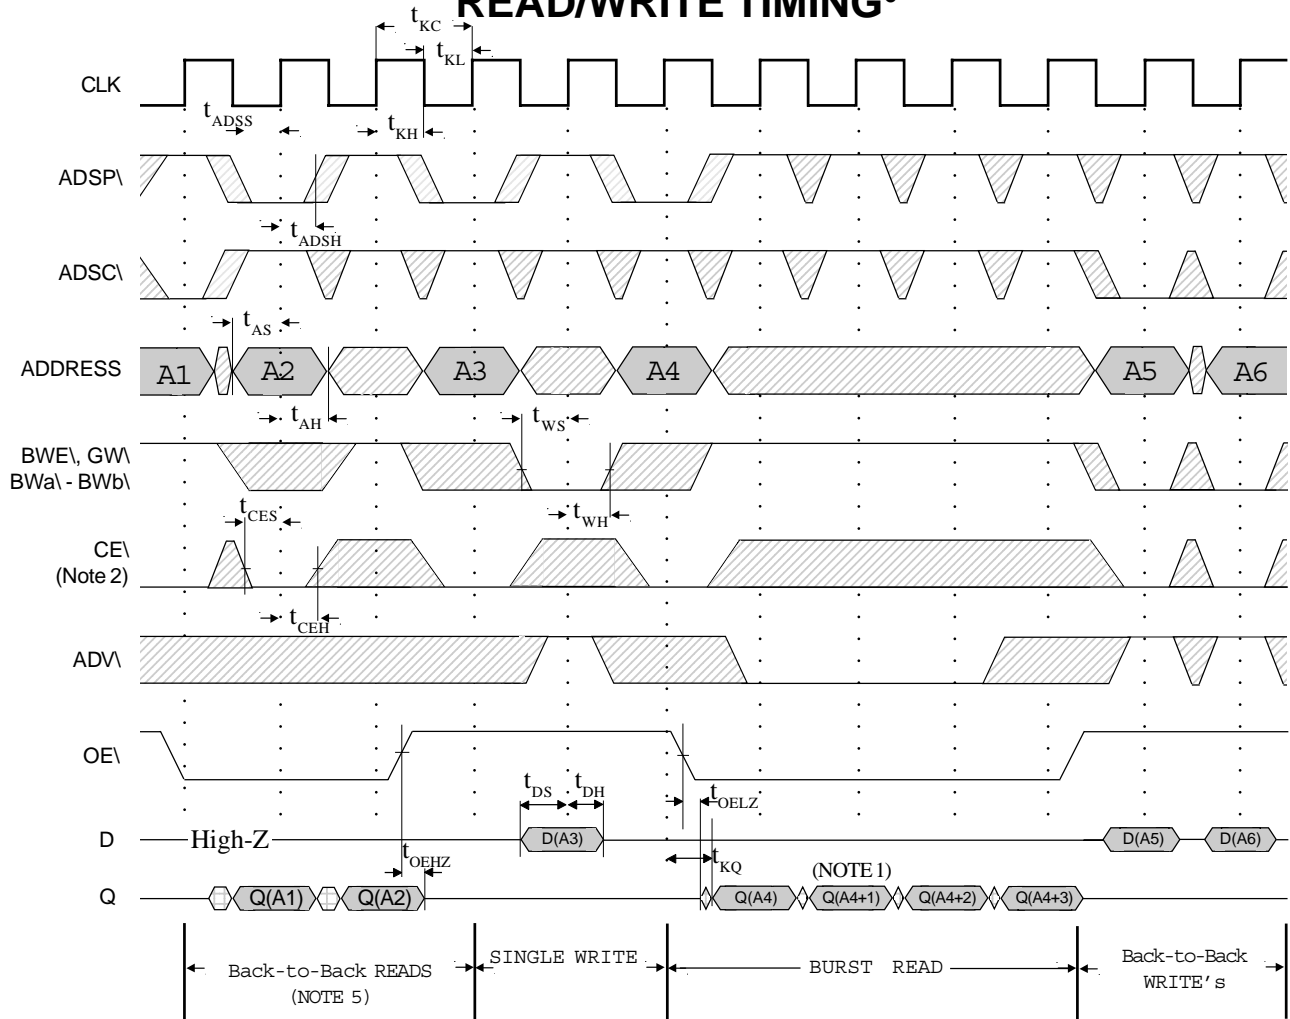 READ/WRITE TIMING
tKC
tKL
CLK
tADSS
tKH
ADSP\
tADSH
ADSC\
tAS
ADDRESS
A1 A2 A3 A4 A5 A6
tAH
tWS
BWE\, GW\
BWa\ - BWb\
tCES
tWH
CE\
(Note 2)
tCEH
ADV\
OE\
tDS tDH
tOELZ
D
High-Z
D(A3) D(A5) D(A6)
tOEHZ
tKQ
(NOTE 1)
Q
Q(A1) Q(A2) Q(A4) Q(A4+1) Q(A4+2) Q(A4+3)
Back-to-Back READS
(NOTE 5)
SINGLE WRITE
BURST READ
Back-to-Back
WRITE's